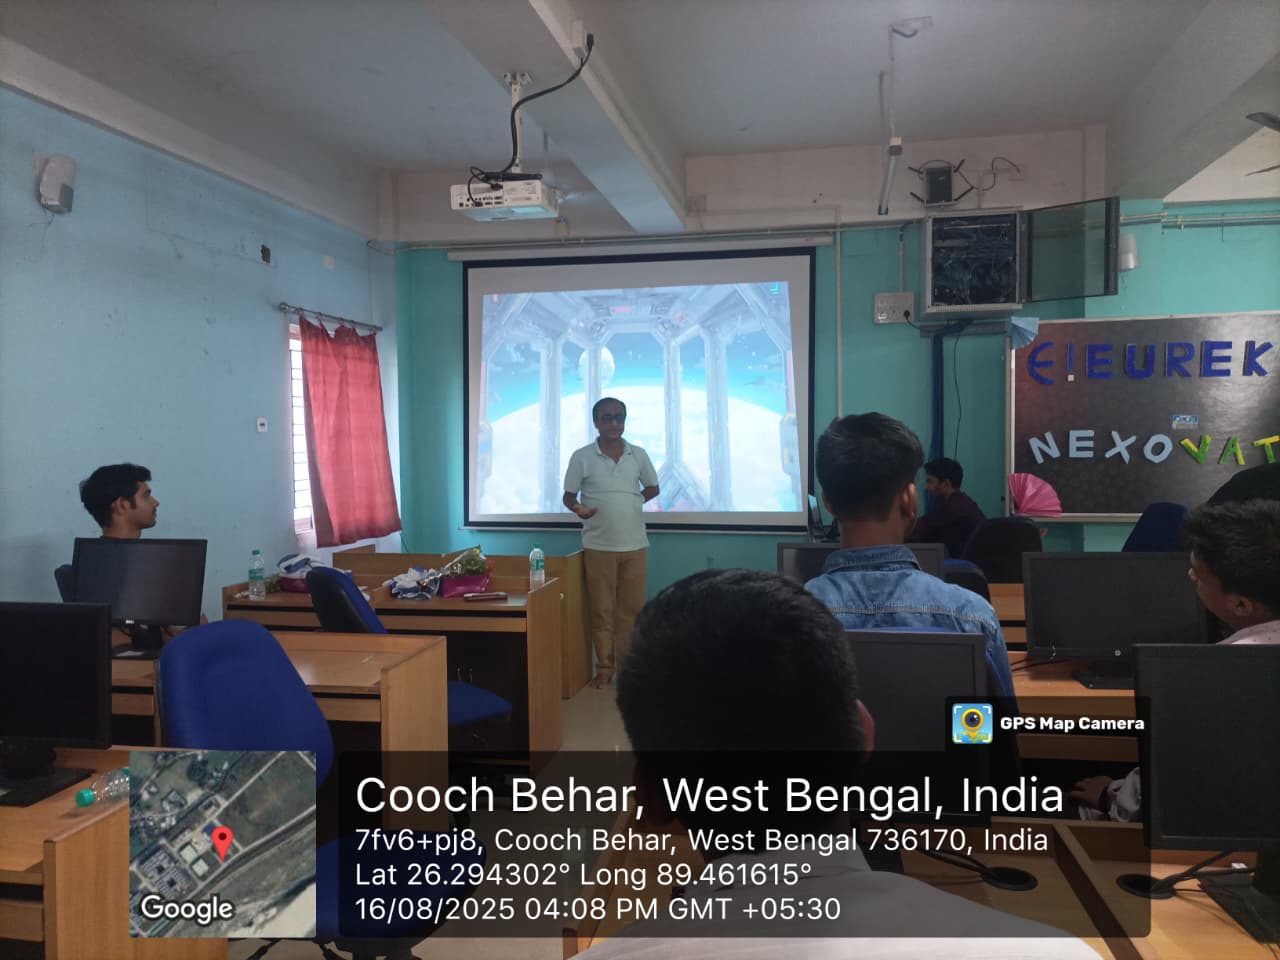 E!EUREK
NEXOVAT
GPS Map Camera
Cooch Behar, West Bengal, India
7fv6+pj8, Cooch Behar, West Bengal 736170, India
Lat 26.294302° Long 89.461615°
16/08/2025 04:08 PM GMT +05:30
Google